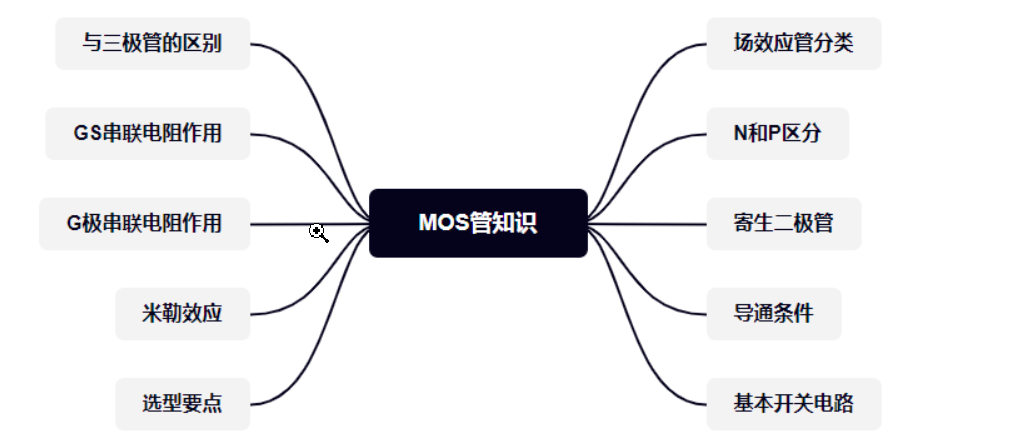 与三极管的区别
GS串联电阻作用
G极串联电阻作用
米勒效应
选型要点
MOS管知识
场效应管分类
N和P区分
寄生二极管
导通条件
基本开关电路